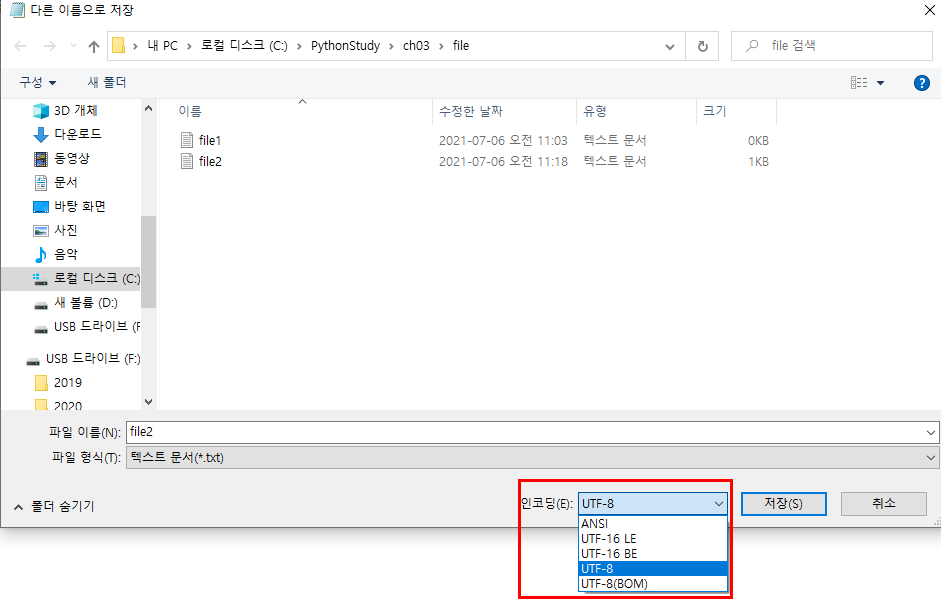 다른 이름으로 저장
내 PC > 로컬 디스크 (C:) > PythonStudy > ch03 > file
file 검색
구성
새 폴더
3D 개체
다운로드
동영상
문서
바탕 화면
사진
음악
로컬 디스크 (C:)
새 볼륨 (D:)
USB 드라이브 (F
USB 드라이브 (F:)
2019
2020
이름 수정한 날짜 유형 크기
file1 2021-07-06 오전 11:03 텍스트 문서 0KB
file2 2021-07-06 오전 11:18 텍스트 문서 1KB
파일 이름(N): file2
파일 형식(T): 텍스트 문서(*.txt)
폴더 숨기기
인코딩(E): UTF-8
저장(S)
취소
ANSI
UTF-16 LE
UTF-16 BE
UTF-8
UTF-8(BOM)